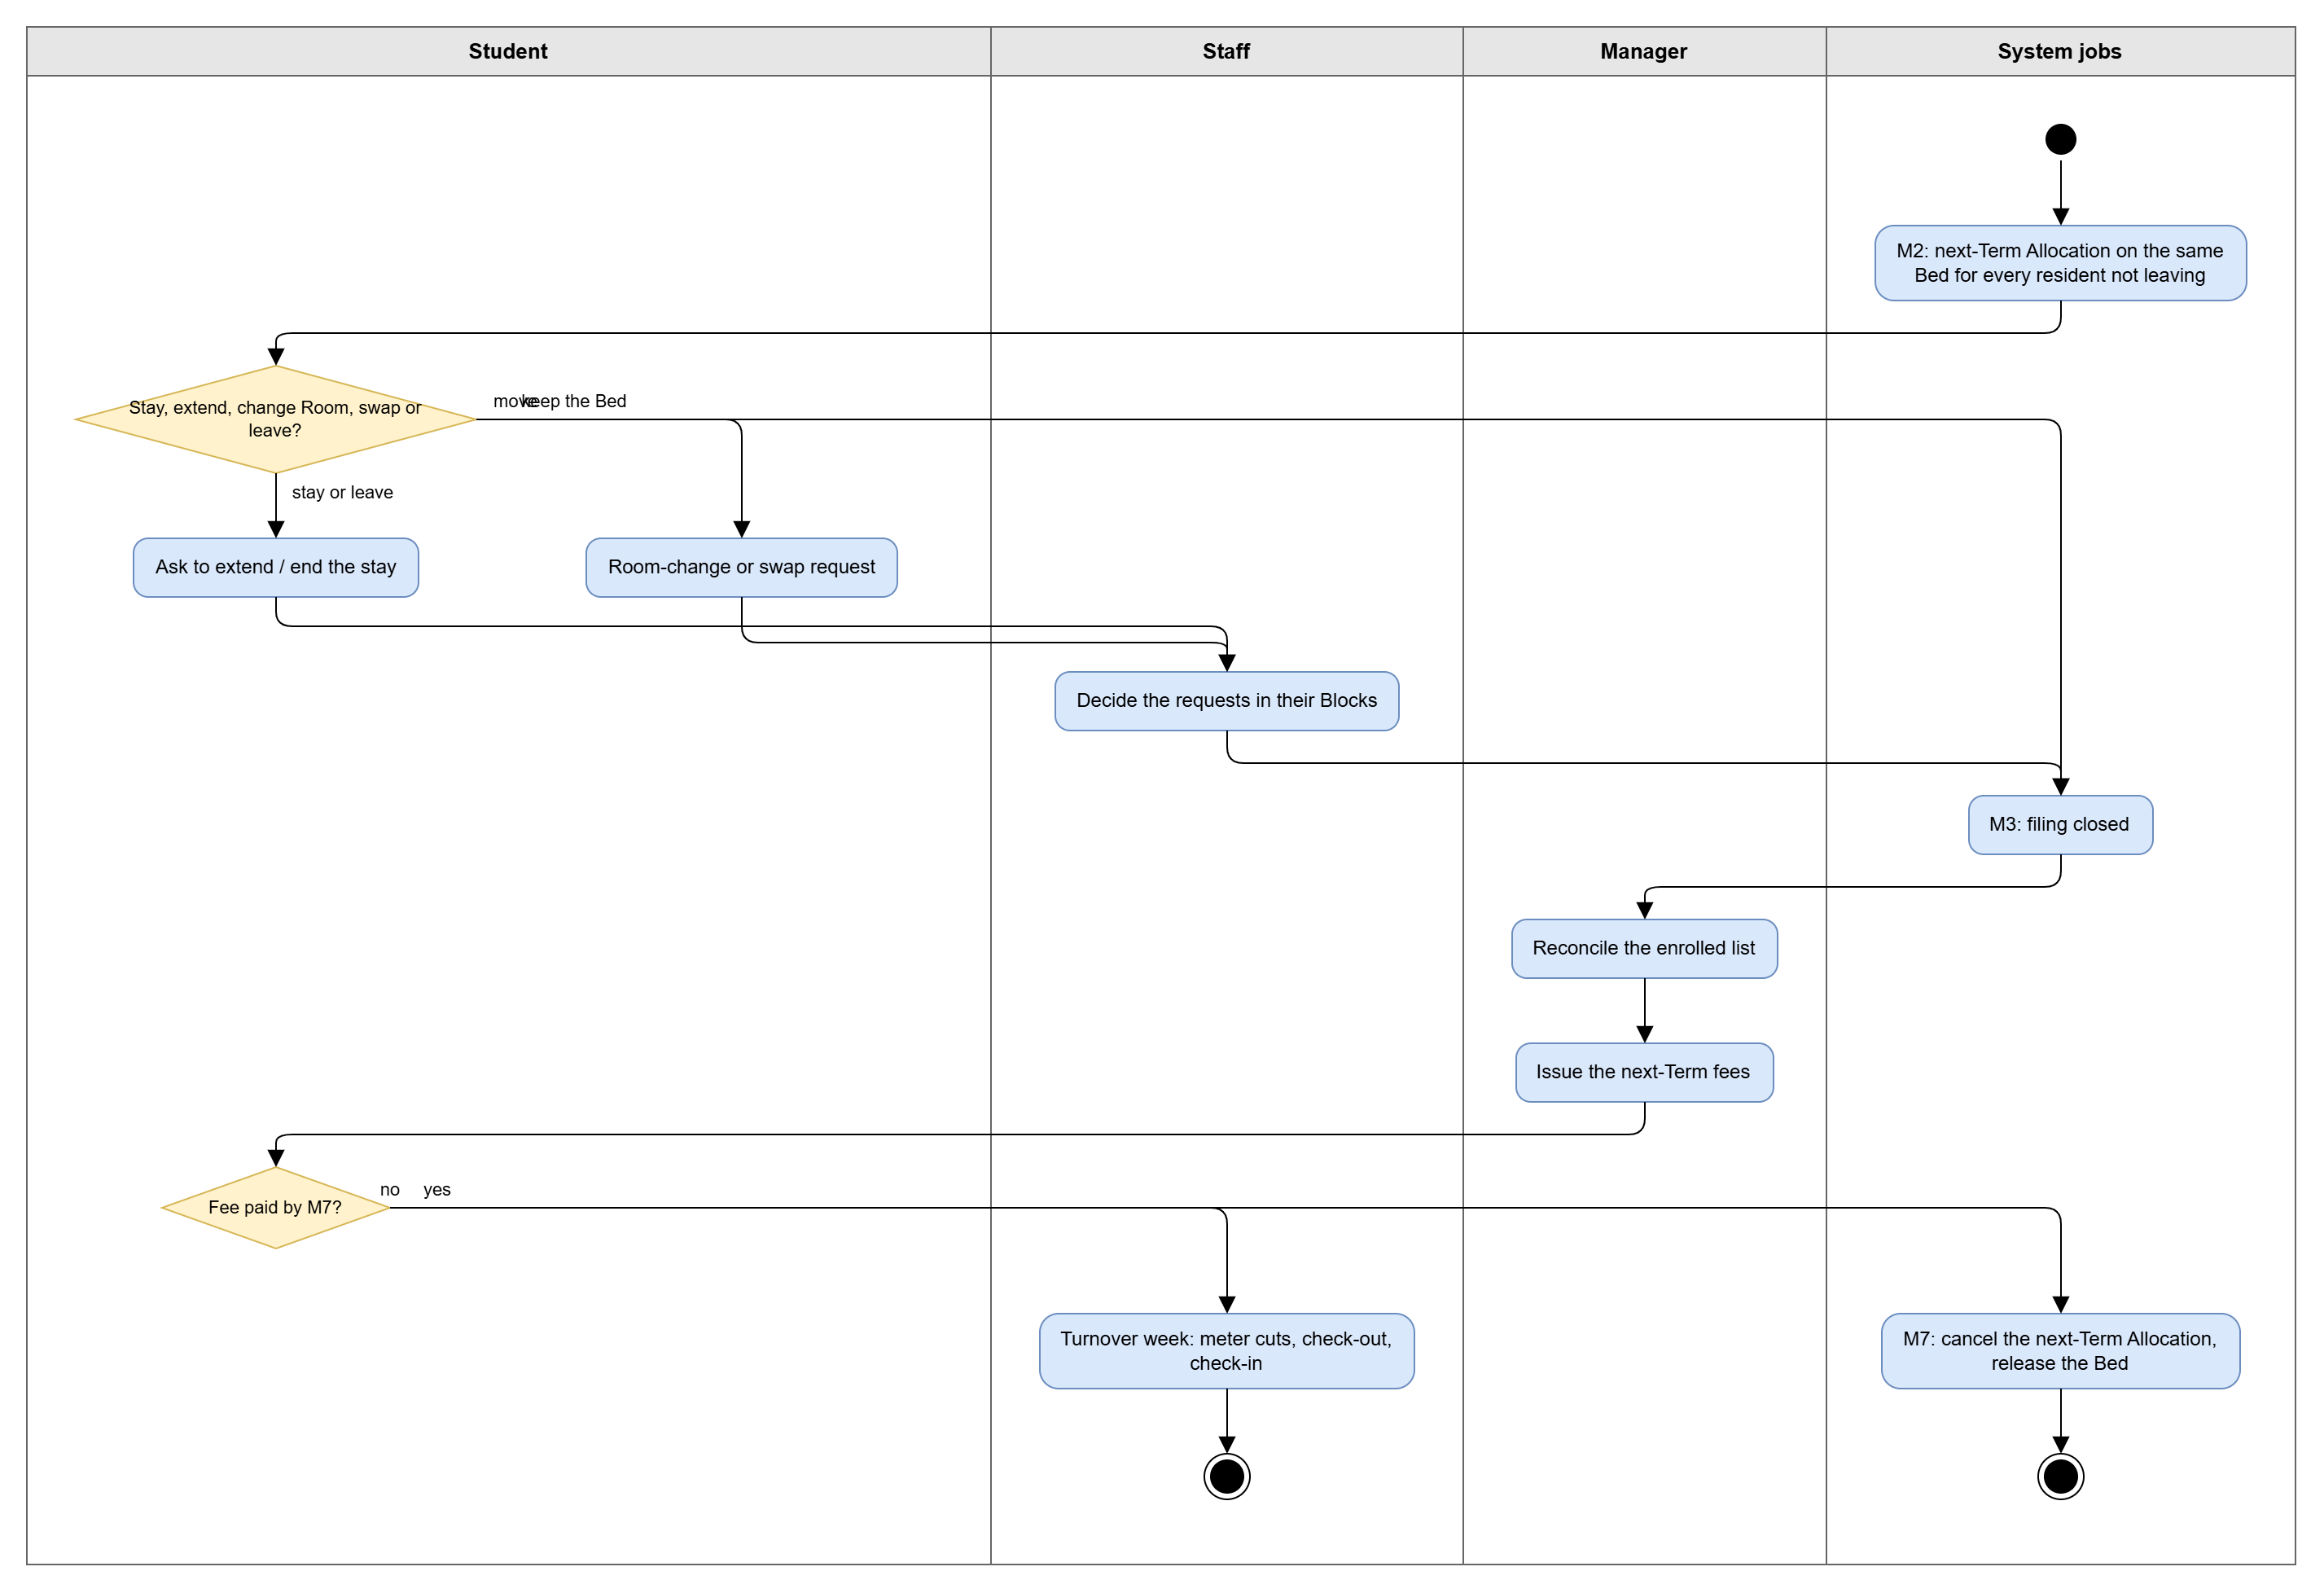 Student
Staff
Manager
System jobs
M2: next-Term Allocation on the same
Bed for every resident not leaving
Stay, extend, change Room, swap or
leave?
move
keep the Bed
stay or leave
Ask to extend / end the stay
Room-change or swap request
Decide the requests in their Blocks
M3: filing closed
Reconcile the enrolled list
Issue the next-Term fees
Fee paid by M7?
no
yes
Turnover week: meter cuts, check-out,
check-in
M7: cancel the next-Term Allocation,
release the Bed